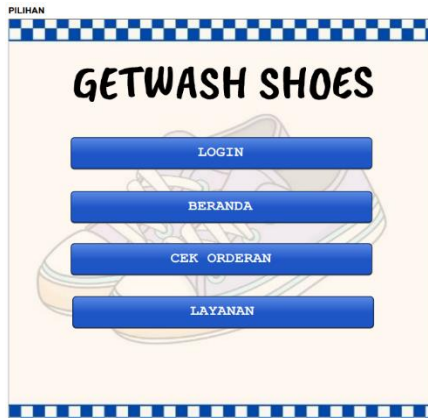 PILIHAN
GETWASH SHOES
LOGIN
BERANDA
CEK ORDERAN
LAYANAN